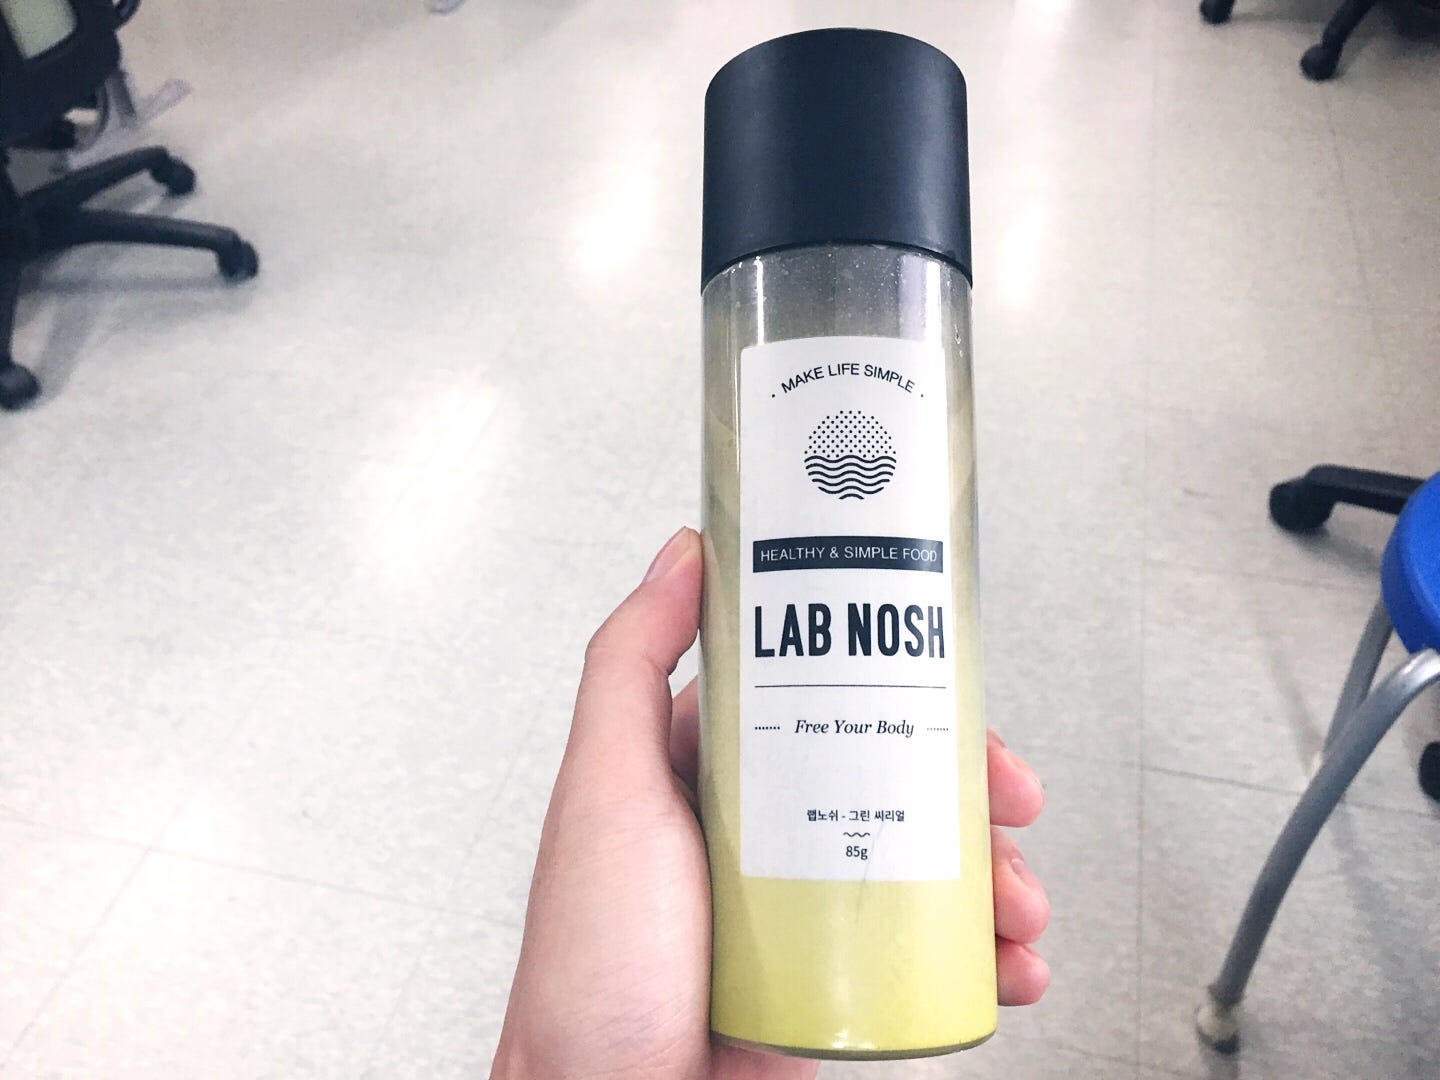 MAKE LIFE SIMPLE
HEALTHY & SIMPLE FOOD
LAB NOSH
Free Your Body
랩노쉬 - 그린 씨리얼
85g